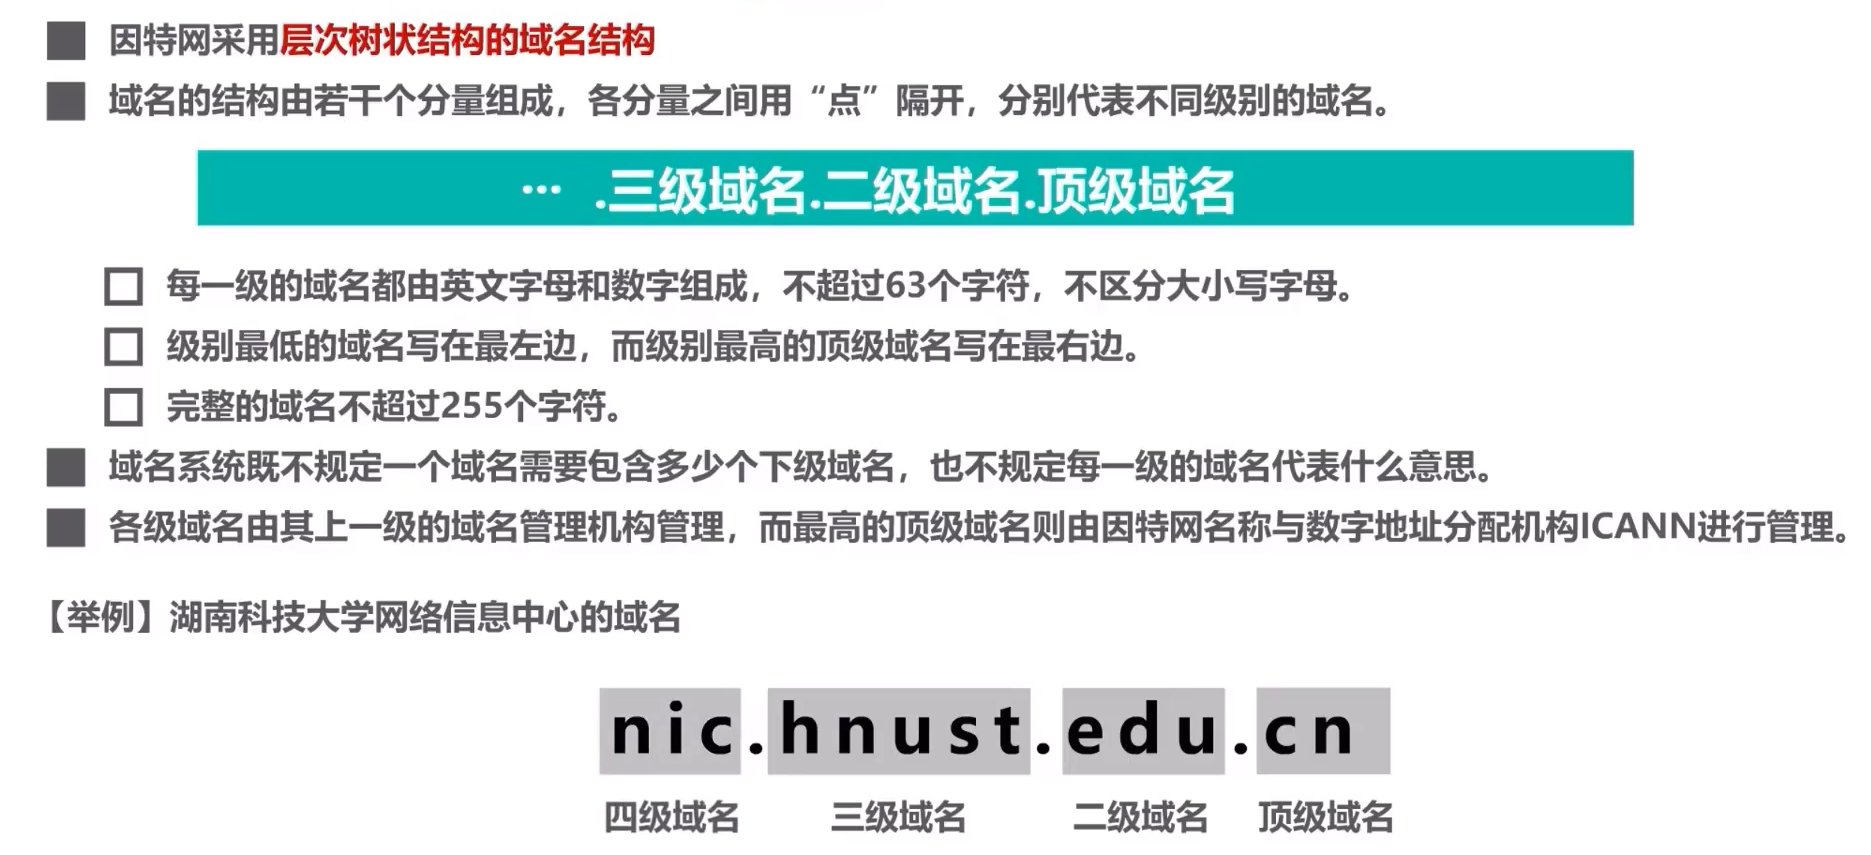 因特网采用层次树状结构的域名结构
域名的结构由若干个分量组成，各分量之间用“点”隔开，分别代表不同级别的域名。
… .三级域名.二级域名.顶级域名
每一级的域名都由英文字母和数字组成，不超过63个字符，不区分大小写字母。
级别最低的域名写在最左边，而级别最高的顶级域名写在最右边。
完整的域名不超过255个字符。
域名系统既不规定一个域名需要包含多少个下级域名，也不规定每一级的域名代表什么意思。
各级域名由其上一级的域名管理机构管理，而最高的顶级域名则由因特网名称与数字地址分配机构ICANN进行管理。
【举例】湖南科技大学网络信息中心的域名
nic.hnust.edu.cn
四级域名 三级域名 二级域名 顶级域名